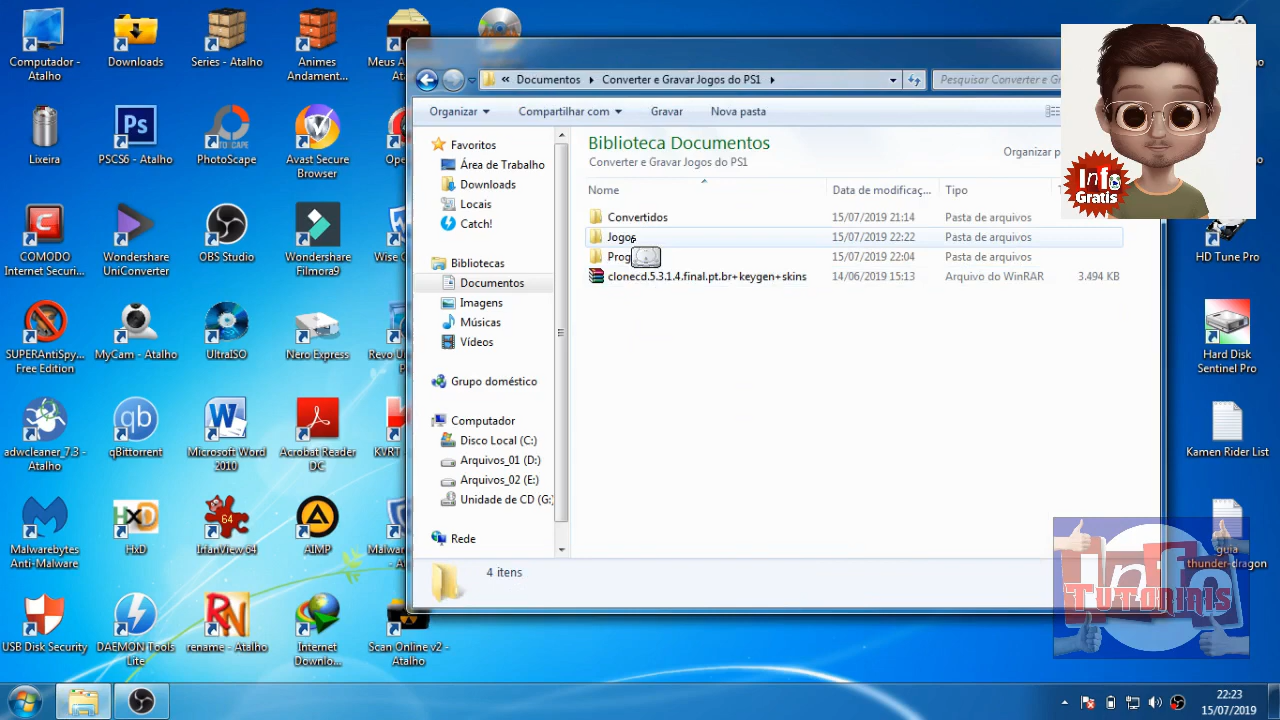 Computador -
Atalho
Downloads
Series - Atalho
Animes
Andament...
Meus A
Lixeira
PSCS6 - Atalho
PhotoScape
Avast Secure
Browser
Ope
COMODO
Internet Securi...
Wondershare
UniConverter
OBS Studio
Wondershare
Filmora9
Wise C
SUPERAntiSpy...
Free Edition
MyCam - Atalho
UltraISO
Nero Express
Revo U
adwcleaner_7.3 -
Atalho
qBittorrent
Microsoft Word
2010
Acrobat Reader
DC
KVRT
Malwarebytes
Anti-Malware
HxD
IrfanView 64
AIMP
Malwar
USB Disk Security
DAEMON Tools
Lite
rename - Atalho
Internet
Downlo...
Scan Online v2 -
Atalho
« Documentos ▸ Converter e Gravar Jogos do PS1 ▸
Pesquisar Converter e Gr
Organizar
Compartilhar com
Gravar
Nova pasta
Favoritos
Área de Trabalho
Downloads
Locais
Catch!
Bibliotecas
Documentos
Imagens
Músicas
Vídeos
Grupo doméstico
Computador
Disco Local (C:)
Arquivos_01 (D:)
Arquivos_02 (E:)
Unidade de CD (G:)
Rede
Biblioteca Documentos
Converter e Gravar Jogos do PS1
Organizar p
Nome
Data de modificaç...
Tipo
Convertidos 15/07/2019 21:14 Pasta de arquivos
Jogos 15/07/2019 22:22 Pasta de arquivos
Prog 15/07/2019 22:04 Pasta de arquivos
clonecd.5.3.1.4.final.pt.br+keygen+skins 14/06/2019 15:13 Arquivo do WinRAR 3.494 KB
4 itens
Info
Gratis
HD Tune Pro
Hard Disk
Sentinel Pro
Kamen Rider List
guia
thunder-dragon
Info
Tutoriais
22:23
15/07/2019